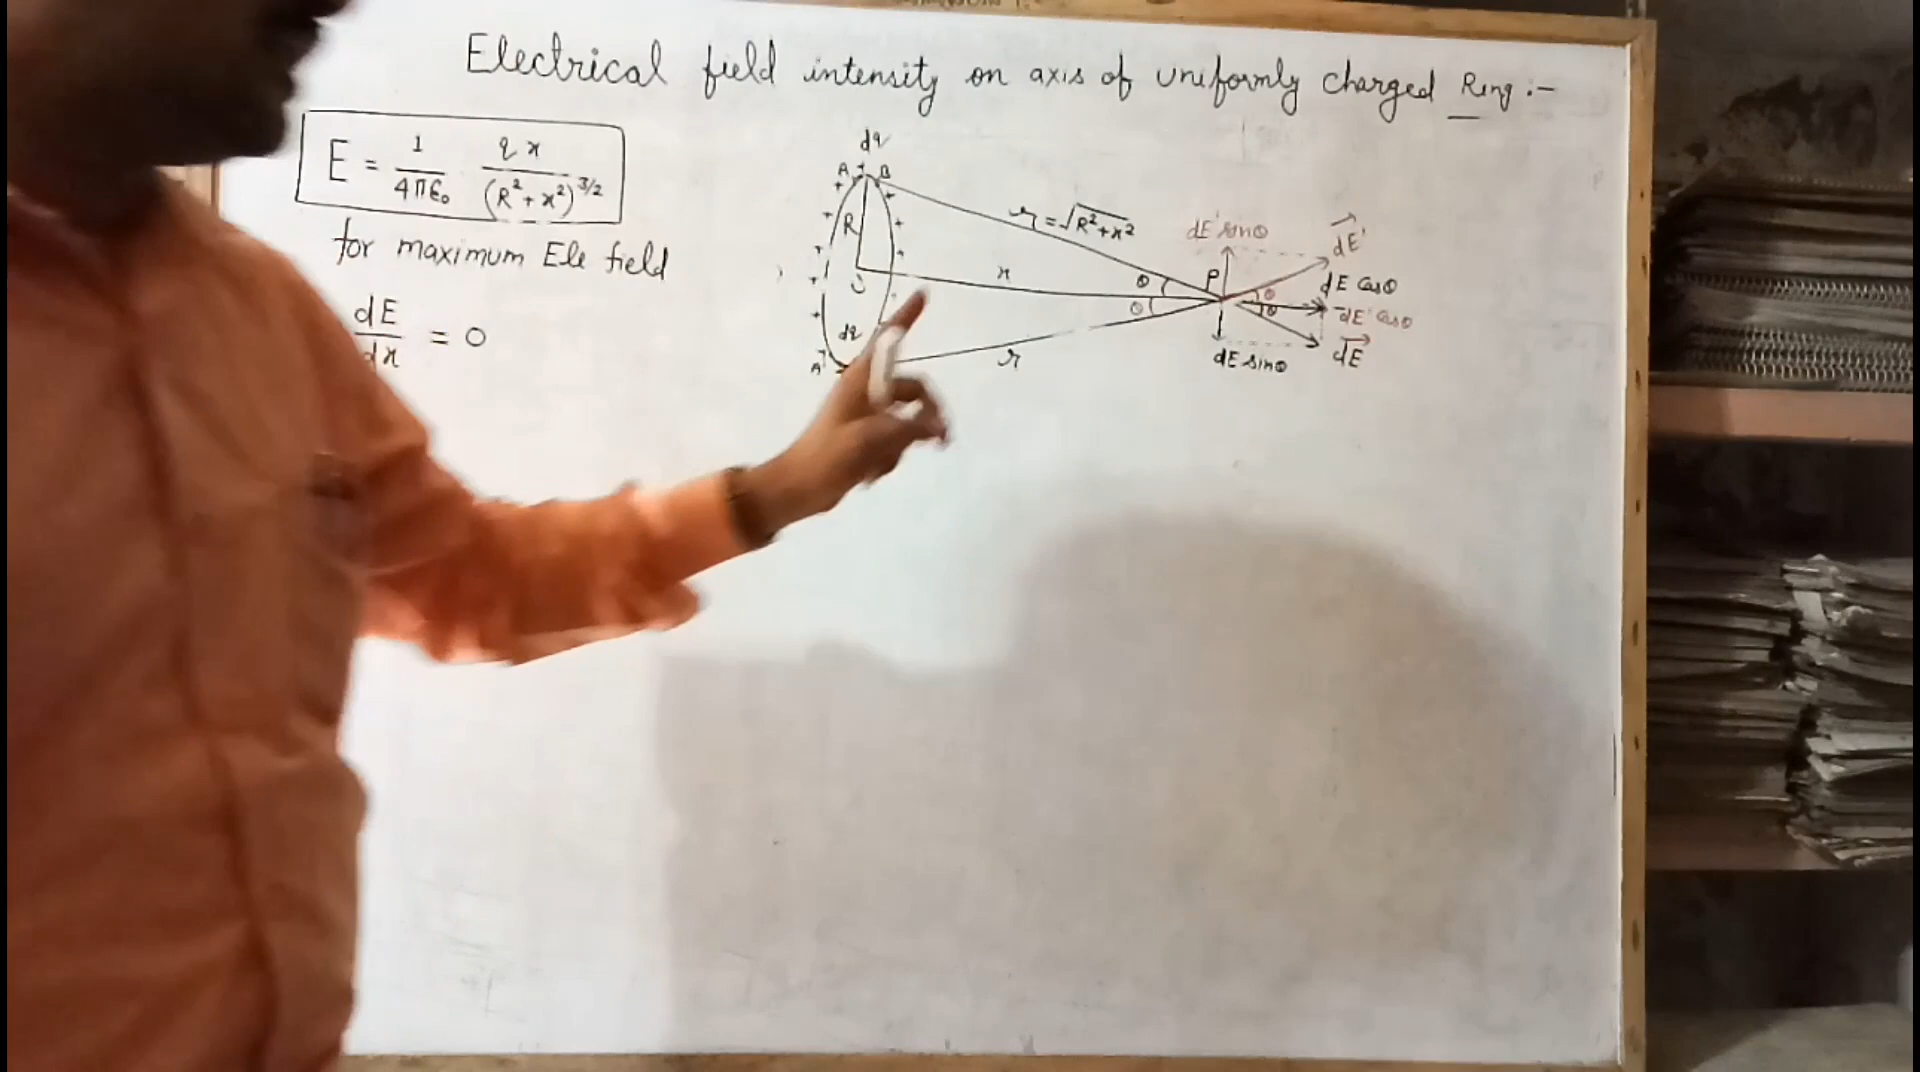 Electrical field intensity on axis of uniformly charged Ring :-
E = 1/4πϵ₀ qx/(R²+x²)^3/2
for maximum Ele field
dE/dx = 0
dq
A B
R
r = √R²+x²
x
θ
θ
P
dE' sinθ
dE'
dE cosθ
dE' cosθ
θ
θ
dE
dE sinθ
r
dq
A'